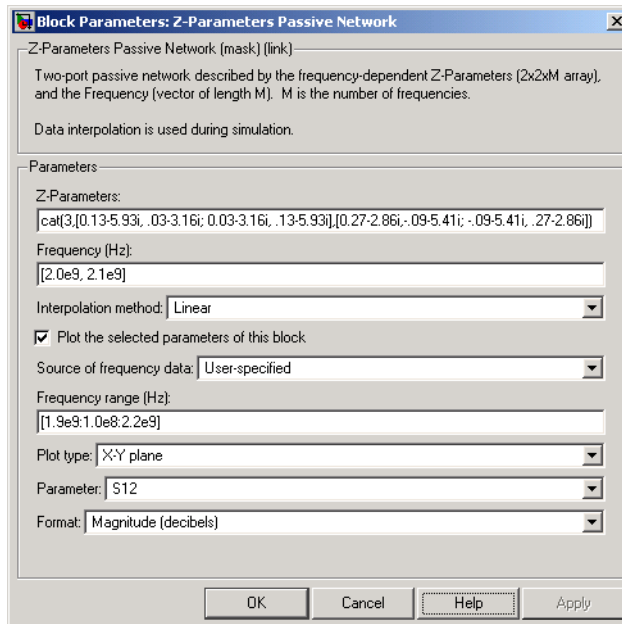 Block Parameters: Z-Parameters Passive Network
Z-Parameters Passive Network (mask) (link)
Two-port passive network described by the frequency-dependent Z-Parameters (2x2xM array),
and the Frequency (vector of length M). M is the number of frequencies.
Data interpolation is used during simulation.
Parameters
Z-Parameters:
cat(3,[0.13-5.93i, .03-3.16i; 0.03-3.16i, .13-5.93i],[0.27-2.86i,-.09-5.41i; -.09-5.41i, .27-2.86i])
Frequency (Hz):
[2.0e9, 2.1e9]
Interpolation method: Linear
Plot the selected parameters of this block
Source of frequency data: User-specified
Frequency range (Hz):
[1.9e9:1.0e8:2.2e9]
Plot type: X-Y plane
Parameter: S12
Format: Magnitude (decibels)
OK Cancel Help Apply